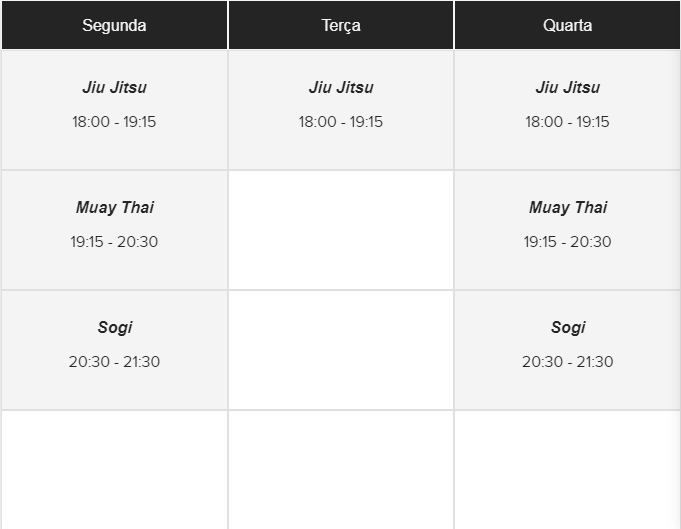 Segunda Terça Quarta
Jiu Jitsu Jiu Jitsu Jiu Jitsu
18:00 - 19:15 18:00 - 19:15 18:00 - 19:15
Muay Thai Muay Thai
19:15 - 20:30 19:15 - 20:30
Sogi Sogi
20:30 - 21:30 20:30 - 21:30